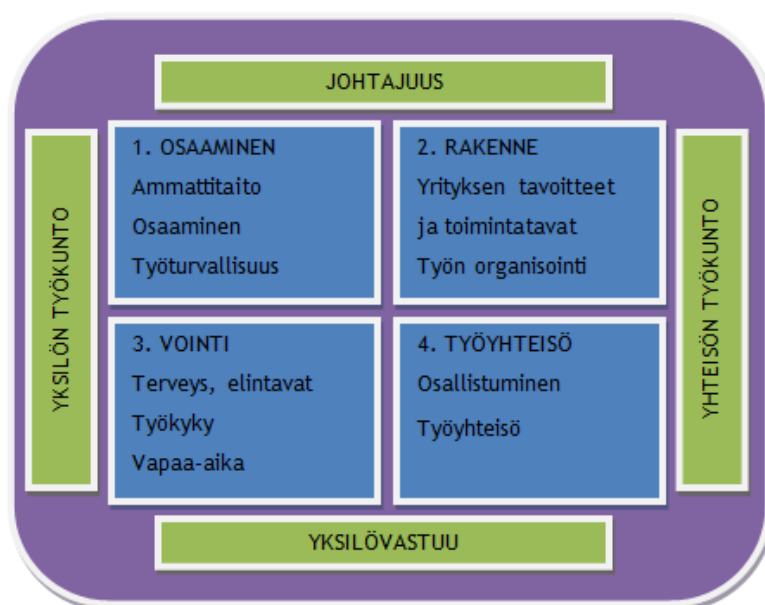 JOHTAJUUS
YKSILÖN TYÖKUNTO
1. OSAAMINEN
Ammattitaito
Osaaminen
Työturvallisuus
2. RAKENNE
Yrityksen tavoitteet
ja toimintatavat
Työn organisointi
3. VOINTI
Terveys, elintavat
Työkyky
Vapaa-aika
4. TYÖYHTEISÖ
Osallistuminen
Työyhteisö
YHTEISÖN TYÖKUNTO
YKSILÖVASTUU